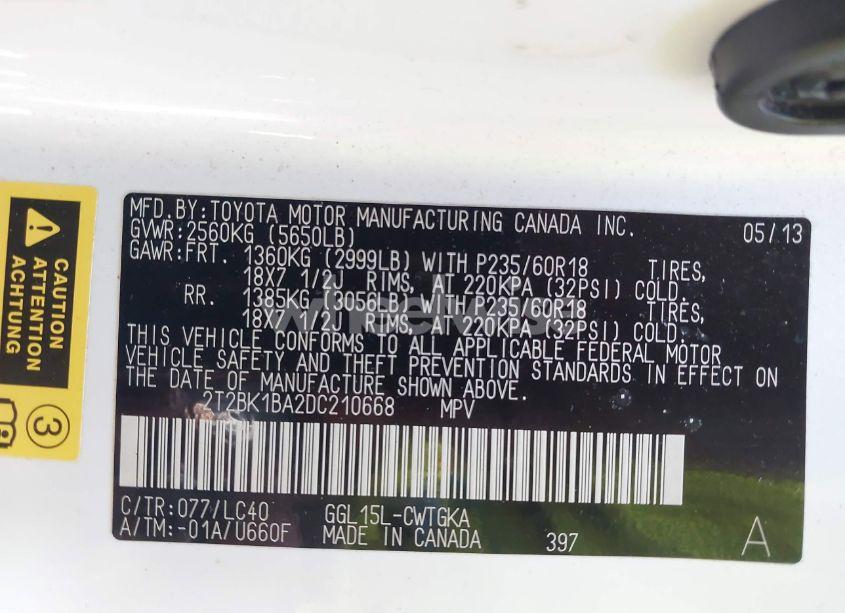 CAUTION
ATTENTION
ACHTUNG
3
MFD.BY:TOYOTA MOTOR MANUFACTURING CANADA INC. 05/13
GVWR:2560KG (5650LB)
GAWR:FRT. 1360KG (2999LB) WITH P235/60R18 TIRES,
18X7 1/2J RIMS, AT 220KPA (32PSI) COLD.
RR. 1385KG (3056LB) WITH P235/60R18 TIRES,
18X7 1/2J RIMS, AT 220KPA (32PSI) COLD.
THIS VEHICLE CONFORMS TO ALL APPLICABLE FEDERAL MOTOR
VEHICLE SAFETY AND THEFT PREVENTION STANDARDS IN EFFECT ON
THE DATE OF MANUFACTURE SHOWN ABOVE.
2T2BK1BA2DC210668 MPV
C/TR:077/LC40 GGL15L-CWTGKA
A/TM:-01A/U660F MADE IN CANADA 397 A